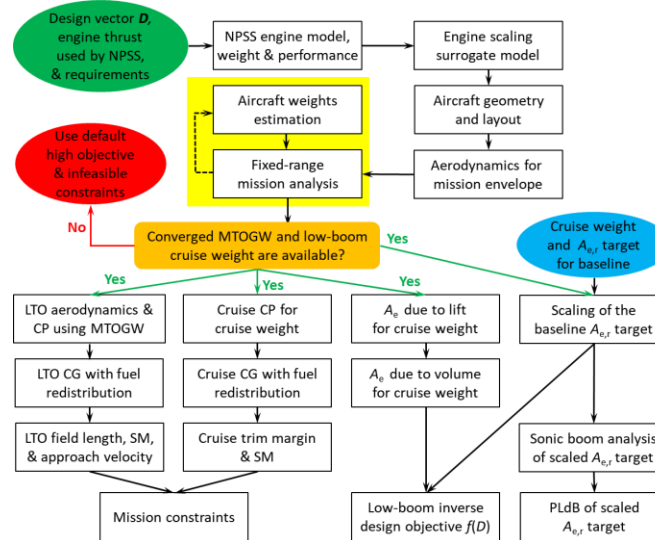 Design vector D,
engine thrust
used by NPSS,
& requirements
NPSS engine model,
weight & performance
Engine scaling
surrogate model
Aircraft weights
estimation
Aircraft geometry
and layout
Use default
high objective
& infeasible
constraints
Fixed-range
mission analysis
Aerodynamics for
mission envelope
No
Converged MTOGW and low-boom
cruise weight are available?
Yes
Cruise weight
and Ae,r target
for baseline
Yes
Yes
Yes
LTO aerodynamics &
CP using MTOGW
Cruise CP for
cruise weight
Ae due to lift
for cruise weight
Scaling of the
baseline Ae,r target
LTO CG with fuel
redistribution
Cruise CG with fuel
redistribution
Ae due to volume
for cruise weight
LTO field length, SM,
& approach velocity
Cruise trim margin
& SM
Sonic boom analysis
of scaled Ae,r target
Mission constraints
Low-boom inverse
design objective f(D)
PLdB of scaled
Ae,r target